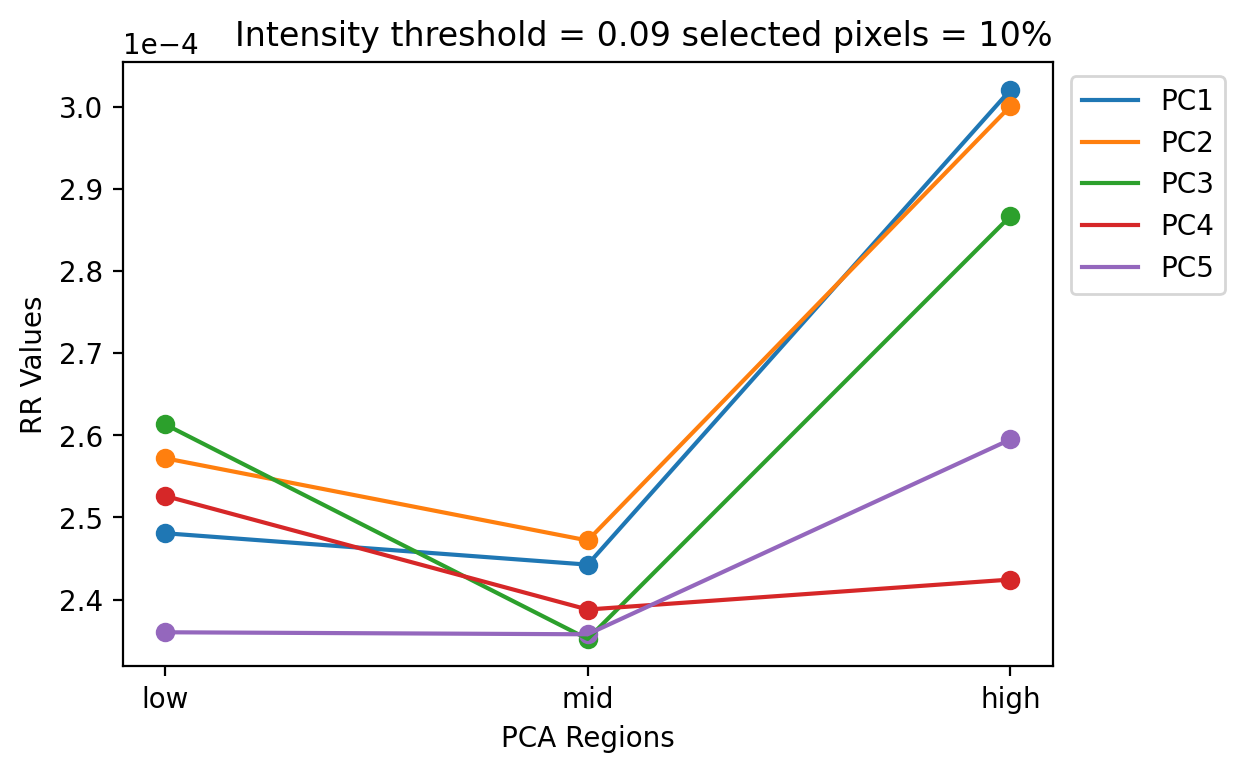 Intensity threshold = 0.09 selected pixels = 10%
1e−4
3.0
2.9
2.8
2.7
2.6
2.5
2.4
RR Values
low
mid
high
PCA Regions
PC1
PC2
PC3
PC4
PC5